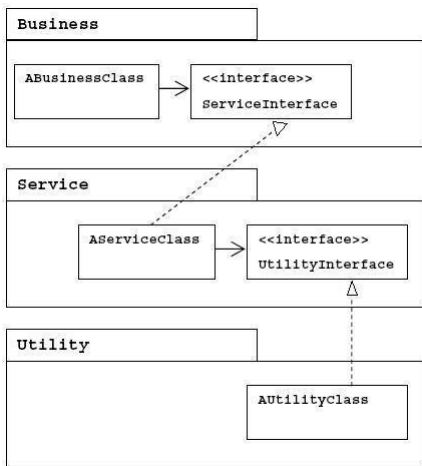 Business
ABusinessClass
<<interface>>
ServiceInterface
Service
AServiceClass
<<interface>>
UtilityInterface
Utility
AUtilityClass